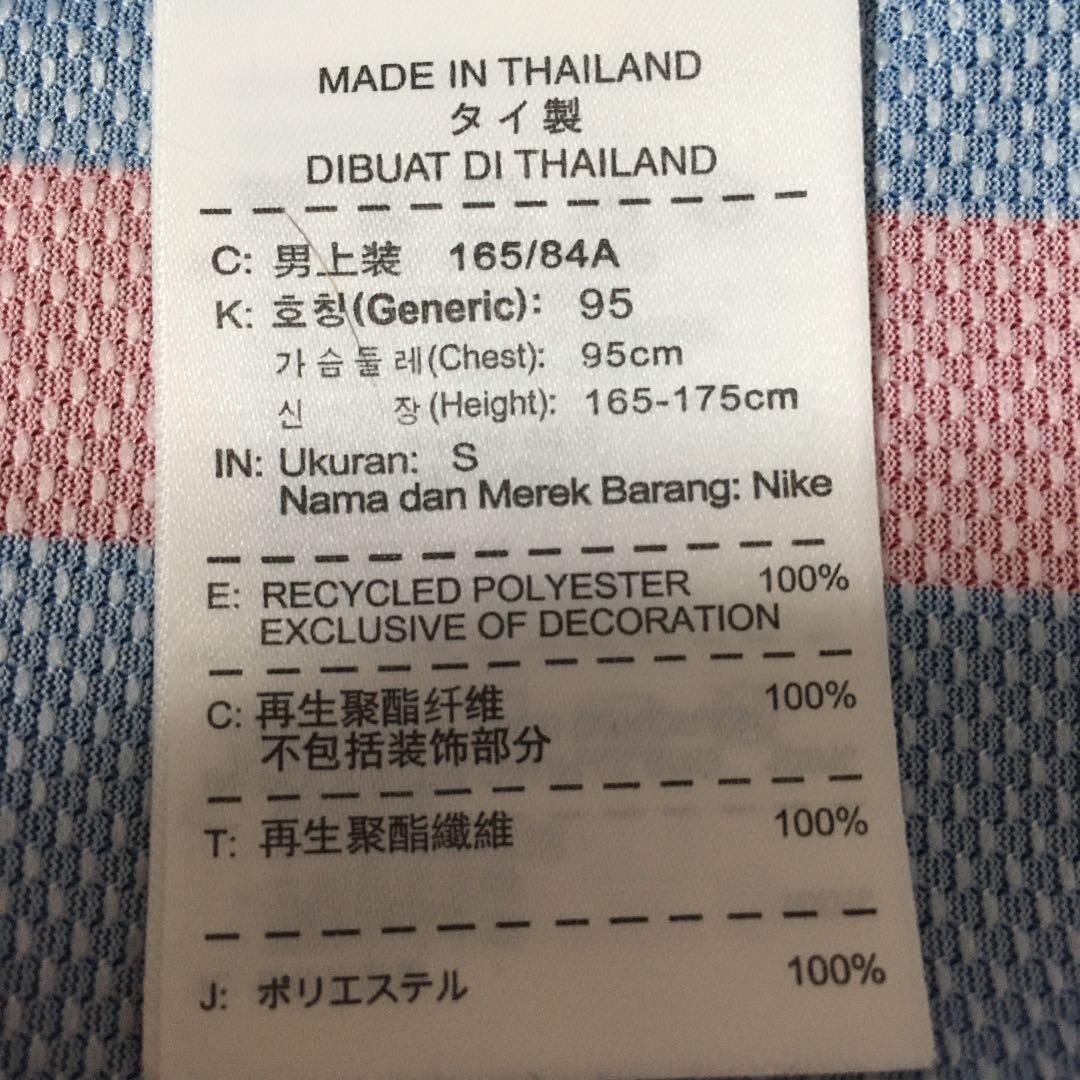 MADE IN THAILAND
タイ製
DIBUAT DI THAILAND
C: 男上装 165/84A
K: 호칭(Generic): 95
가슴둘레(Chest): 95cm
신 장(Height): 165-175cm
IN: Ukuran: S
Nama dan Merek Barang: Nike
E: RECYCLED POLYESTER 100%
EXCLUSIVE OF DECORATION
C: 再生聚酯纤维 100%
不包括装饰部分
T: 再生聚酯纖維 100%
J: ポリエステル 100%